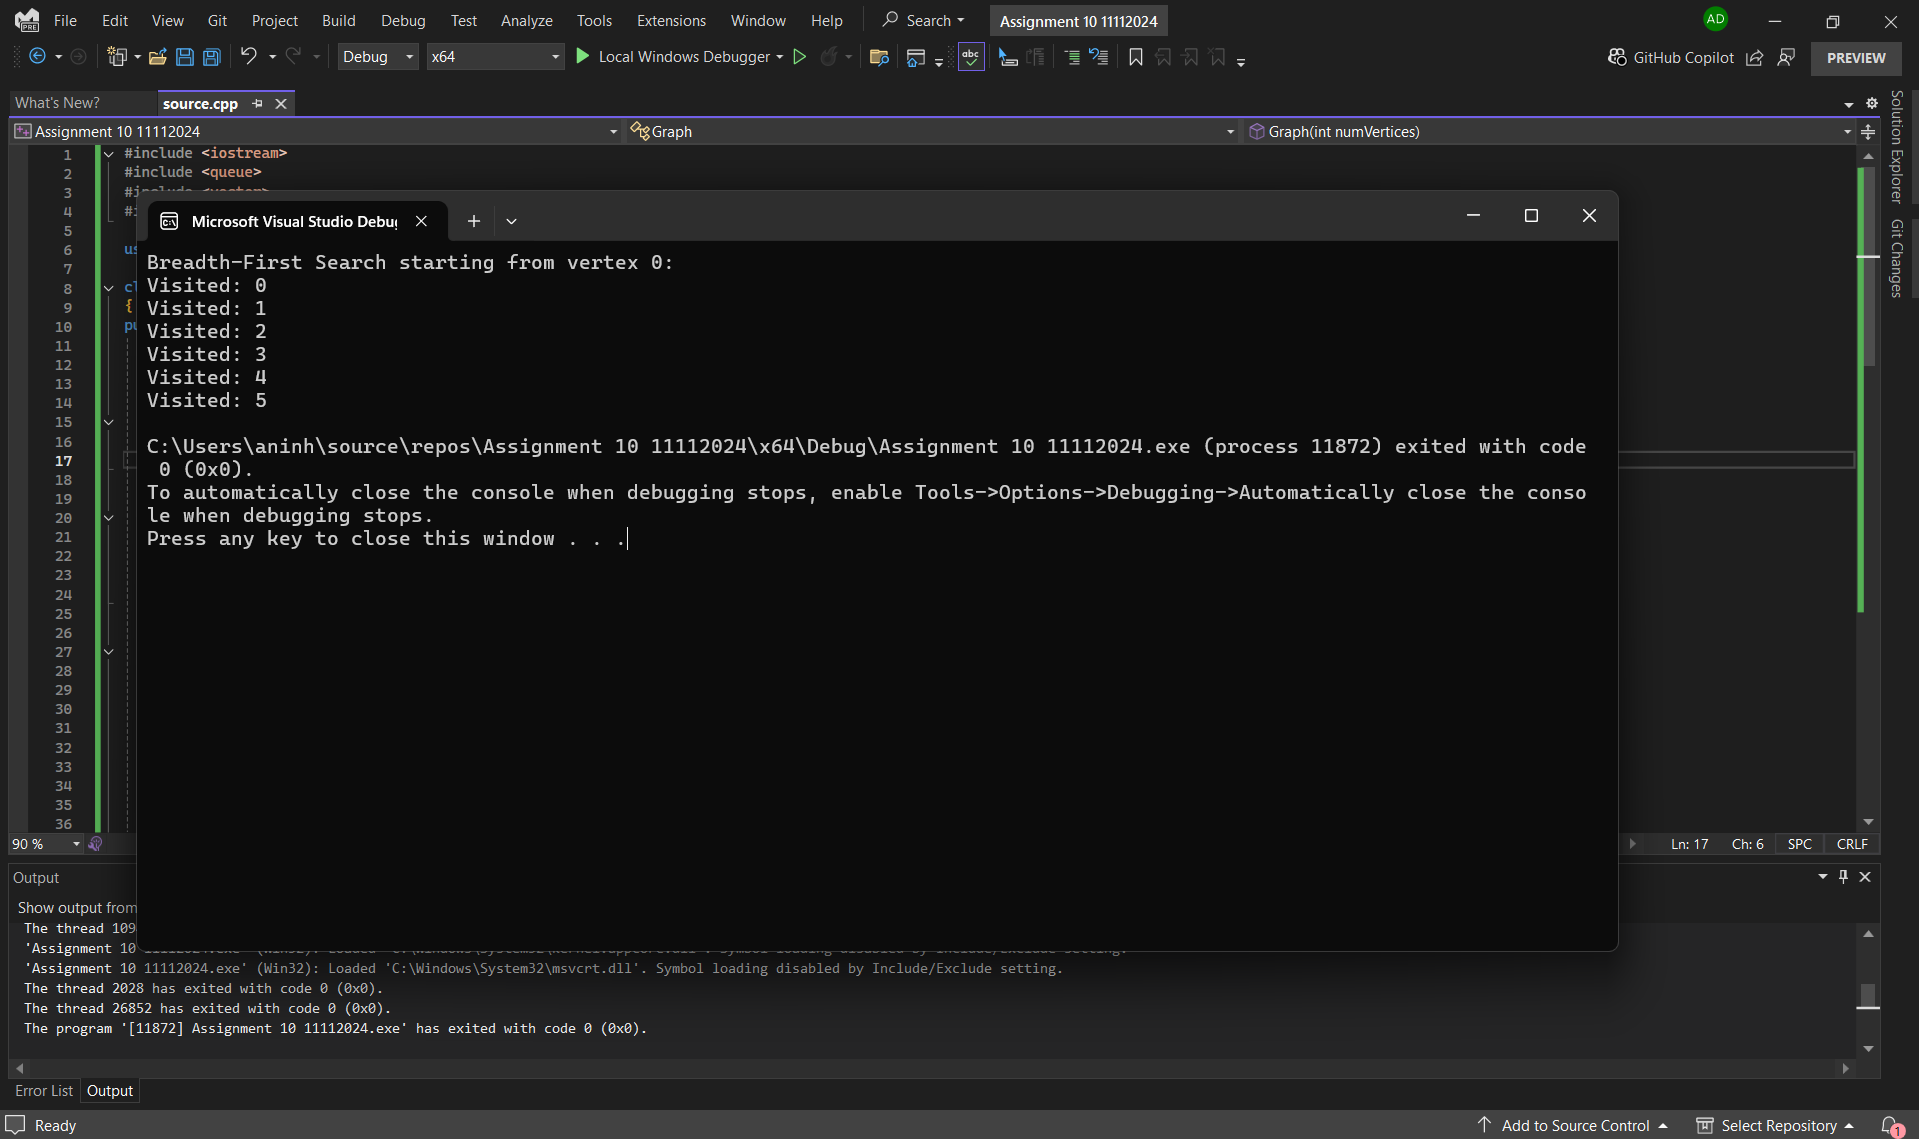 File Edit View Git Project Build Debug Test Analyze Tools Extensions Window Help Search Assignment 10 11112024 AD
Debug x64 Local Windows Debugger abc GitHub Copilot PREVIEW
What's New? source.cpp
Assignment 10 11112024 Graph Graph(int numVertices)
Solution Explorer
Git Changes
1 #include <iostream>
2 #include <queue>
3
4
5
6
7
8
9 {
10
11
12
13
14
15
16
17
18
19
20
21
22
23
24
25
26
27
28
29
30
31
32
33
34
35
36
Microsoft Visual Studio Debug
Breadth-First Search starting from vertex 0:
Visited: 0
Visited: 1
Visited: 2
Visited: 3
Visited: 4
Visited: 5
C:\Users\aninh\source\repos\Assignment 10 11112024\x64\Debug\Assignment 10 11112024.exe (process 11872) exited with code
0 (0x0).
To automatically close the console when debugging stops, enable Tools->Options->Debugging->Automatically close the conso
le when debugging stops.
Press any key to close this window . . .
90 % Ln: 17 Ch: 6 SPC CRLF
Output
Show output from
The thread 109
'Assignment 10
'Assignment 10 11112024.exe' (Win32): Loaded 'C:\Windows\System32\msvcrt.dll'. Symbol loading disabled by Include/Exclude setting.
The thread 2028 has exited with code 0 (0x0).
The thread 26852 has exited with code 0 (0x0).
The program '[11872] Assignment 10 11112024.exe' has exited with code 0 (0x0).
Error List Output
Ready Add to Source Control Select Repository 1